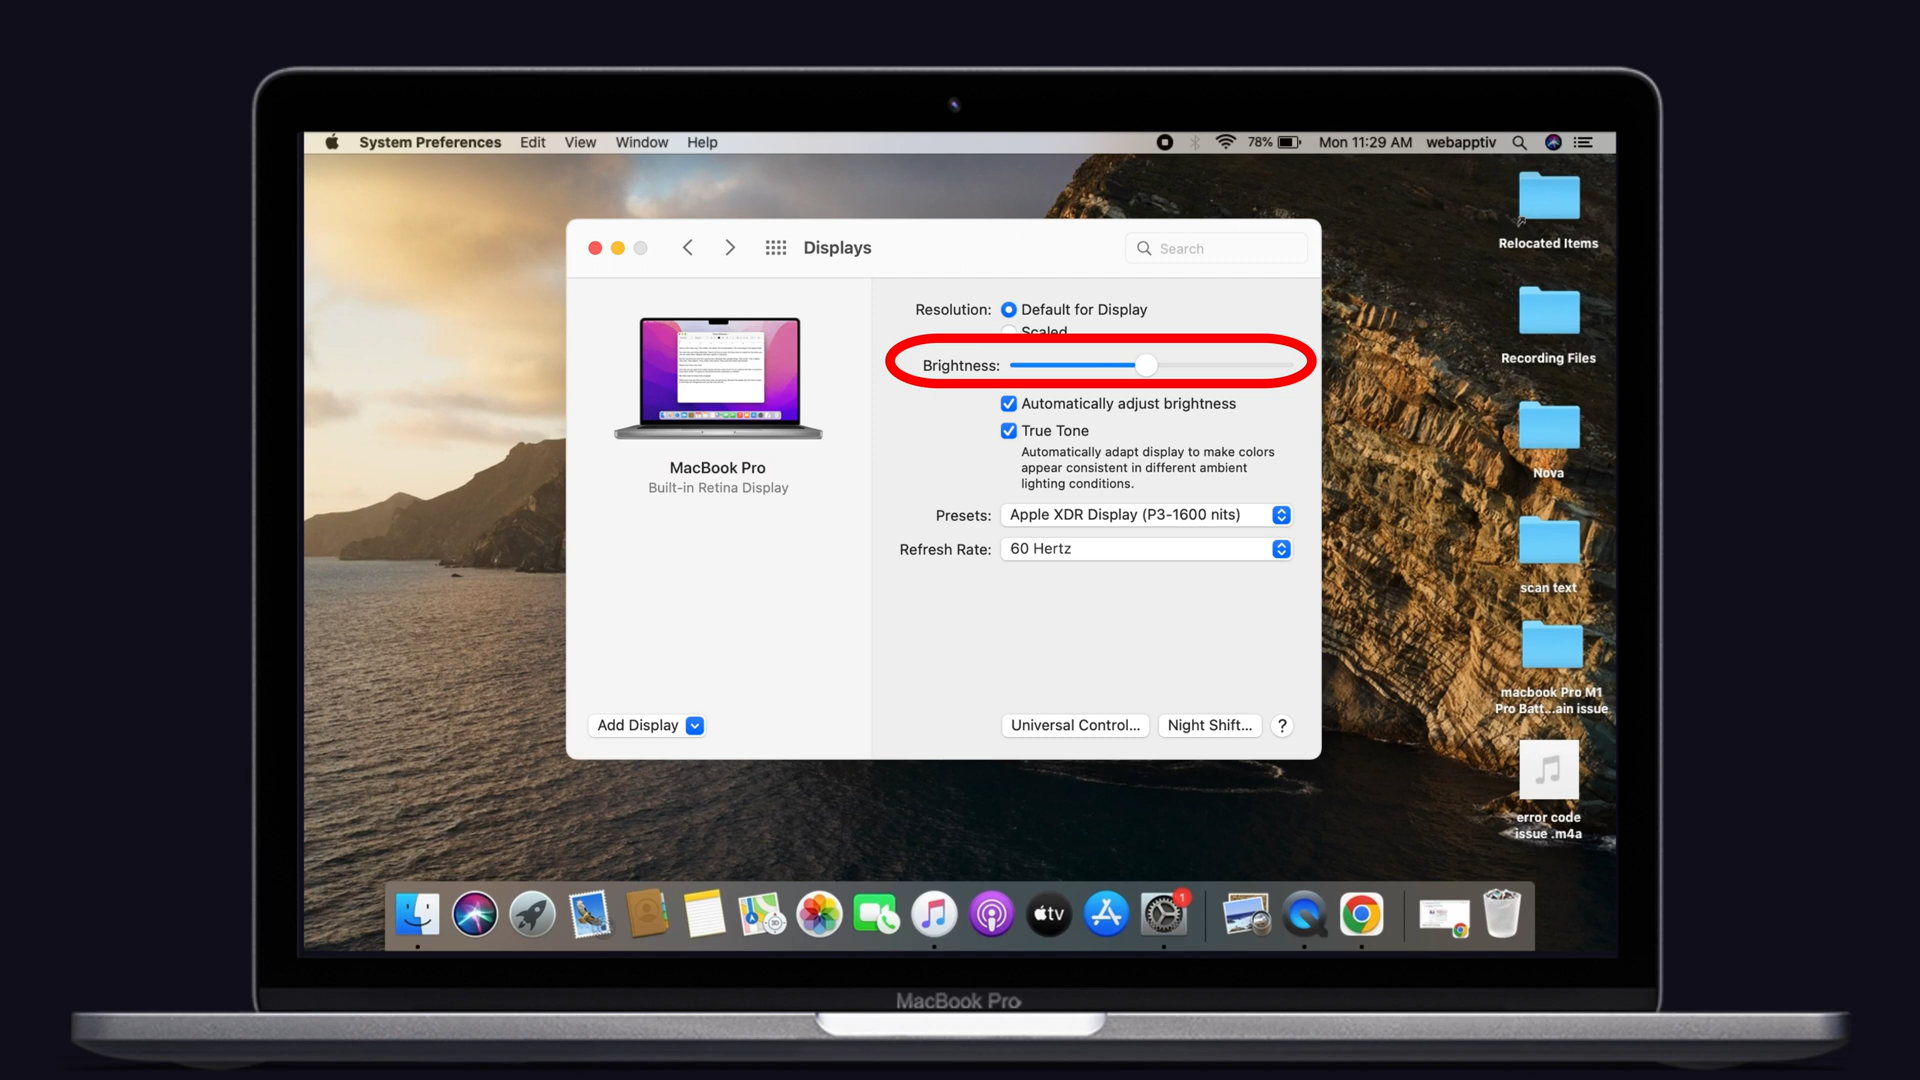 System Preferences Edit View Window Help 78% Mon 11:29 AM webapptiv
Displays
Search
Relocated Items
Recording Files
Nova
scan text
macbook Pro M1
Pro Batt...ain issue
error code
issue .m4a
MacBook Pro
Built-in Retina Display
Add Display
Resolution: Default for Display
Scaled
Brightness:
Automatically adjust brightness
True Tone
Automatically adapt display to make colors
appear consistent in different ambient
lighting conditions.
Presets: Apple XDR Display (P3-1600 nits)
Refresh Rate: 60 Hertz
Universal Control... Night Shift... ?
3D
tv
1
MacBook Pro